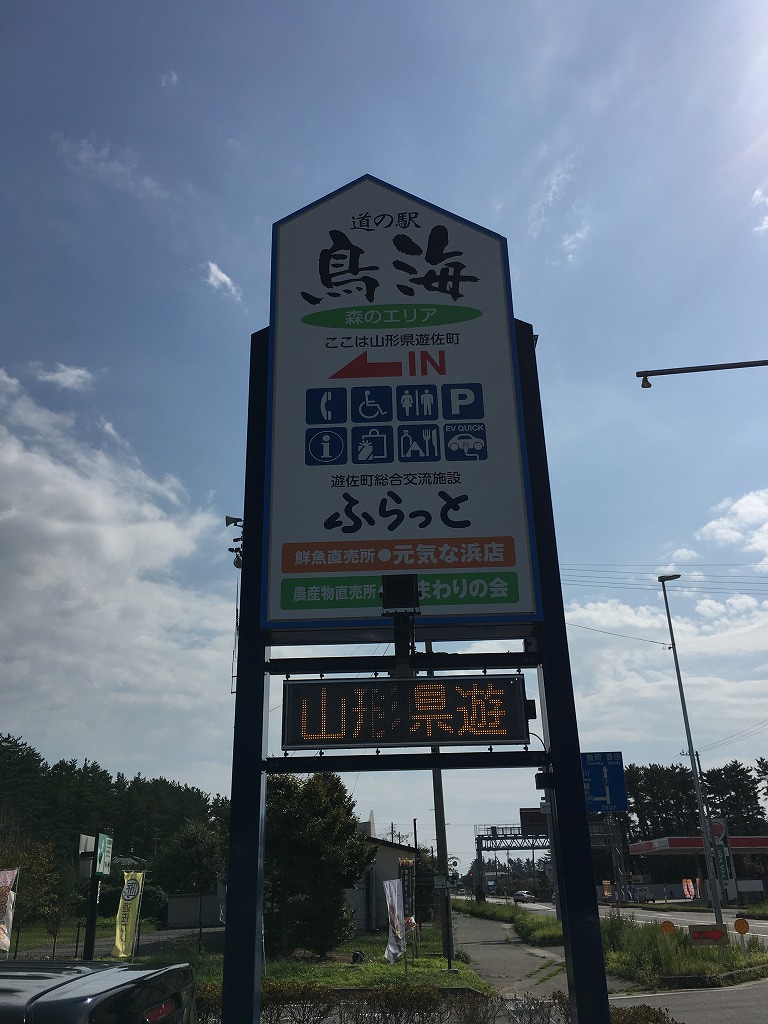 道の駅
鳥海
森のエリア
ここは山形県遊佐町
IN
P
i
EV QUICK
遊佐町総合交流施設
ふらっと
鮮魚直売所●元気な浜店
農産物直売所
まわりの会
山形県遊